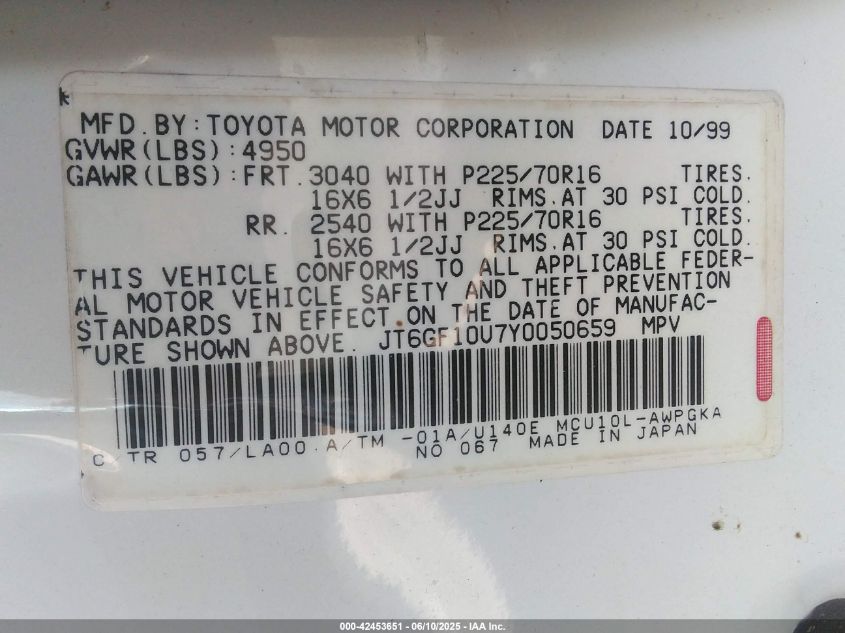 MFD.BY:TOYOTA MOTOR CORPORATION DATE 10/99
GVWR(LBS):4950
GAWR(LBS):FRT.3040 WITH P225/70R16 TIRES.
16X6 1/2JJ RIMS.AT 30 PSI COLD.
RR. 2540 WITH P225/70R16 TIRES.
16X6 1/2JJ RIMS.AT 30 PSI COLD.
THIS VEHICLE CONFORMS TO ALL APPLICABLE FEDER-
AL MOTOR VEHICLE SAFETY AND THEFT PREVENTION
STANDARDS IN EFFECT ON THE DATE OF MANUFAC-
TURE SHOWN ABOVE. JT6GF10U7Y0050659 MPV
C/TR 057/LA00.A/TM -01A/U140E MCU10L-AWPGKA
NO 067 MADE IN JAPAN
000-42453651 - 06/10/2025 - IAA Inc.